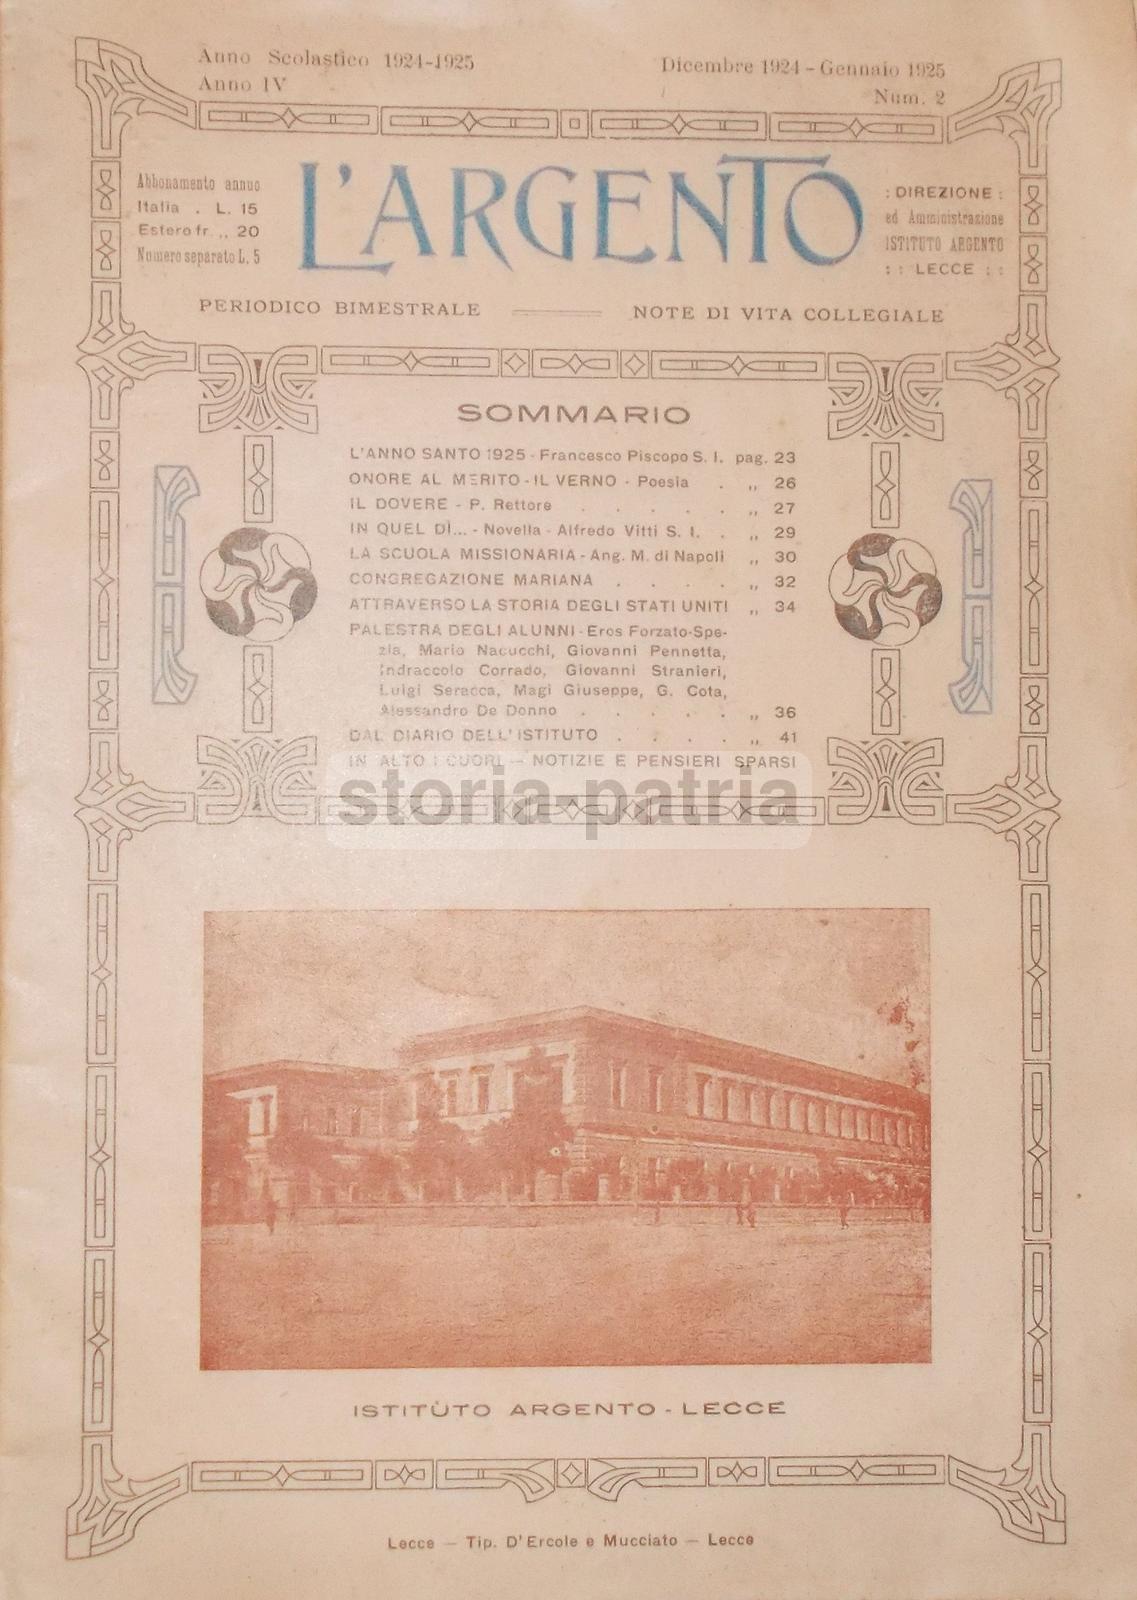 Anno Scolastico 1924-1925
Anno IV
Dicembre 1924 - Gennaio 1925
Num. 2
Abbonamento annuo
Italia . L. 15
Estero fr. ,, 20
Numero separato L. 5
L'ARGENTO
: DIREZIONE :
ed Amministrazione
ISTITUTO ARGENTO
: : LECCE : :
PERIODICO BIMESTRALE
NOTE DI VITA COLLEGIALE
SOMMARIO
L'ANNO SANTO 1925 - Francesco Piscopo S. I. pag. 23
ONORE AL MERITO - IL VERNO - Poesia . ,, 26
IL DOVERE - P. Rettore . . . . . ,, 27
IN QUEL DÌ... - Novella - Alfredo Vitti S. I. . ,, 29
LA SCUOLA MISSIONARIA - Ang. M. di Napoli ,, 30
CONGREGAZIONE MARIANA . . . . ,, 32
ATTRAVERSO LA STORIA DEGLI STATI UNITI ,, 34
PALESTRA DEGLI ALUNNI - Eros Forzato-Spe-
zia, Mario Nacucchi, Giovanni Pennetta,
Indraccolo Corrado, Giovanni Stranieri,
Luigi Seracca, Magi Giuseppe, G. Cota,
Alessandro De Donno . . . . . ,, 36
DAL DIARIO DELL'ISTITUTO . . . . ,, 41
IN ALTO I CUORI - NOTIZIE E PENSIERI SPARSI
storia-patria
ISTITÙTO ARGENTO - LECCE
Lecce — Tip. D'Ercole e Mucciato — Lecce